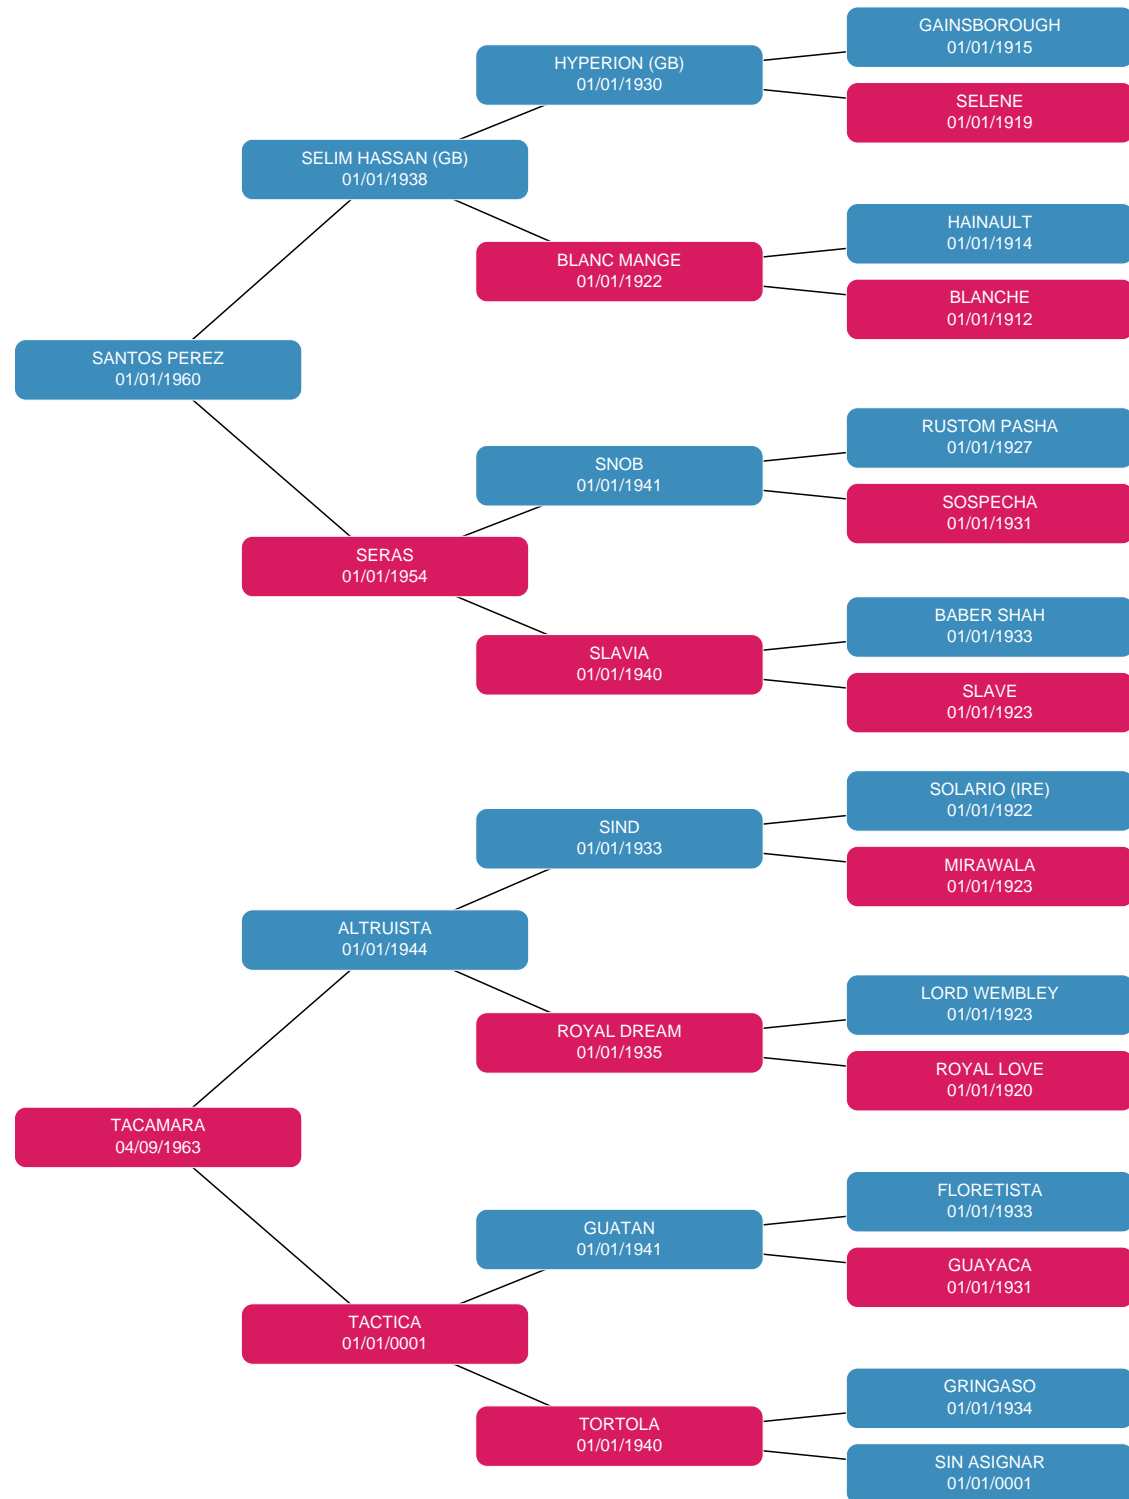 GAINSBOROUGH
01/01/1915
HYPERION (GB)
01/01/1930
SELENE
01/01/1919
SELIM HASSAN (GB)
01/01/1938
HAINAULT
01/01/1914
BLANC MANGE
01/01/1922
BLANCHE
01/01/1912
SANTOS PEREZ
01/01/1960
RUSTOM PASHA
01/01/1927
SNOB
01/01/1941
SOSPECHA
01/01/1931
SERAS
01/01/1954
BABER SHAH
01/01/1933
SLAVIA
01/01/1940
SLAVE
01/01/1923
SOLARIO (IRE)
01/01/1922
SIND
01/01/1933
MIRAWALA
01/01/1923
ALTRUISTA
01/01/1944
LORD WEMBLEY
01/01/1923
ROYAL DREAM
01/01/1935
ROYAL LOVE
01/01/1920
TACAMARA
04/09/1963
FLORETISTA
01/01/1933
GUATAN
01/01/1941
GUAYACA
01/01/1931
TACTICA
01/01/0001
GRINGASO
01/01/1934
TORTOLA
01/01/1940
SIN ASIGNAR
01/01/0001